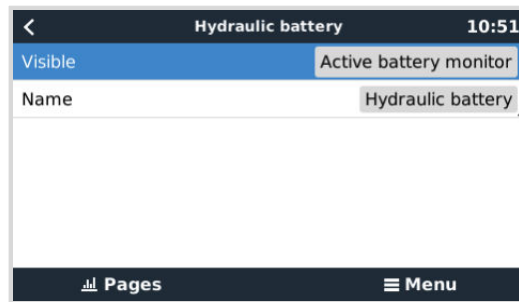 Hydraulic battery 10:51
Visible Active battery monitor
Name Hydraulic battery
Pages Menu